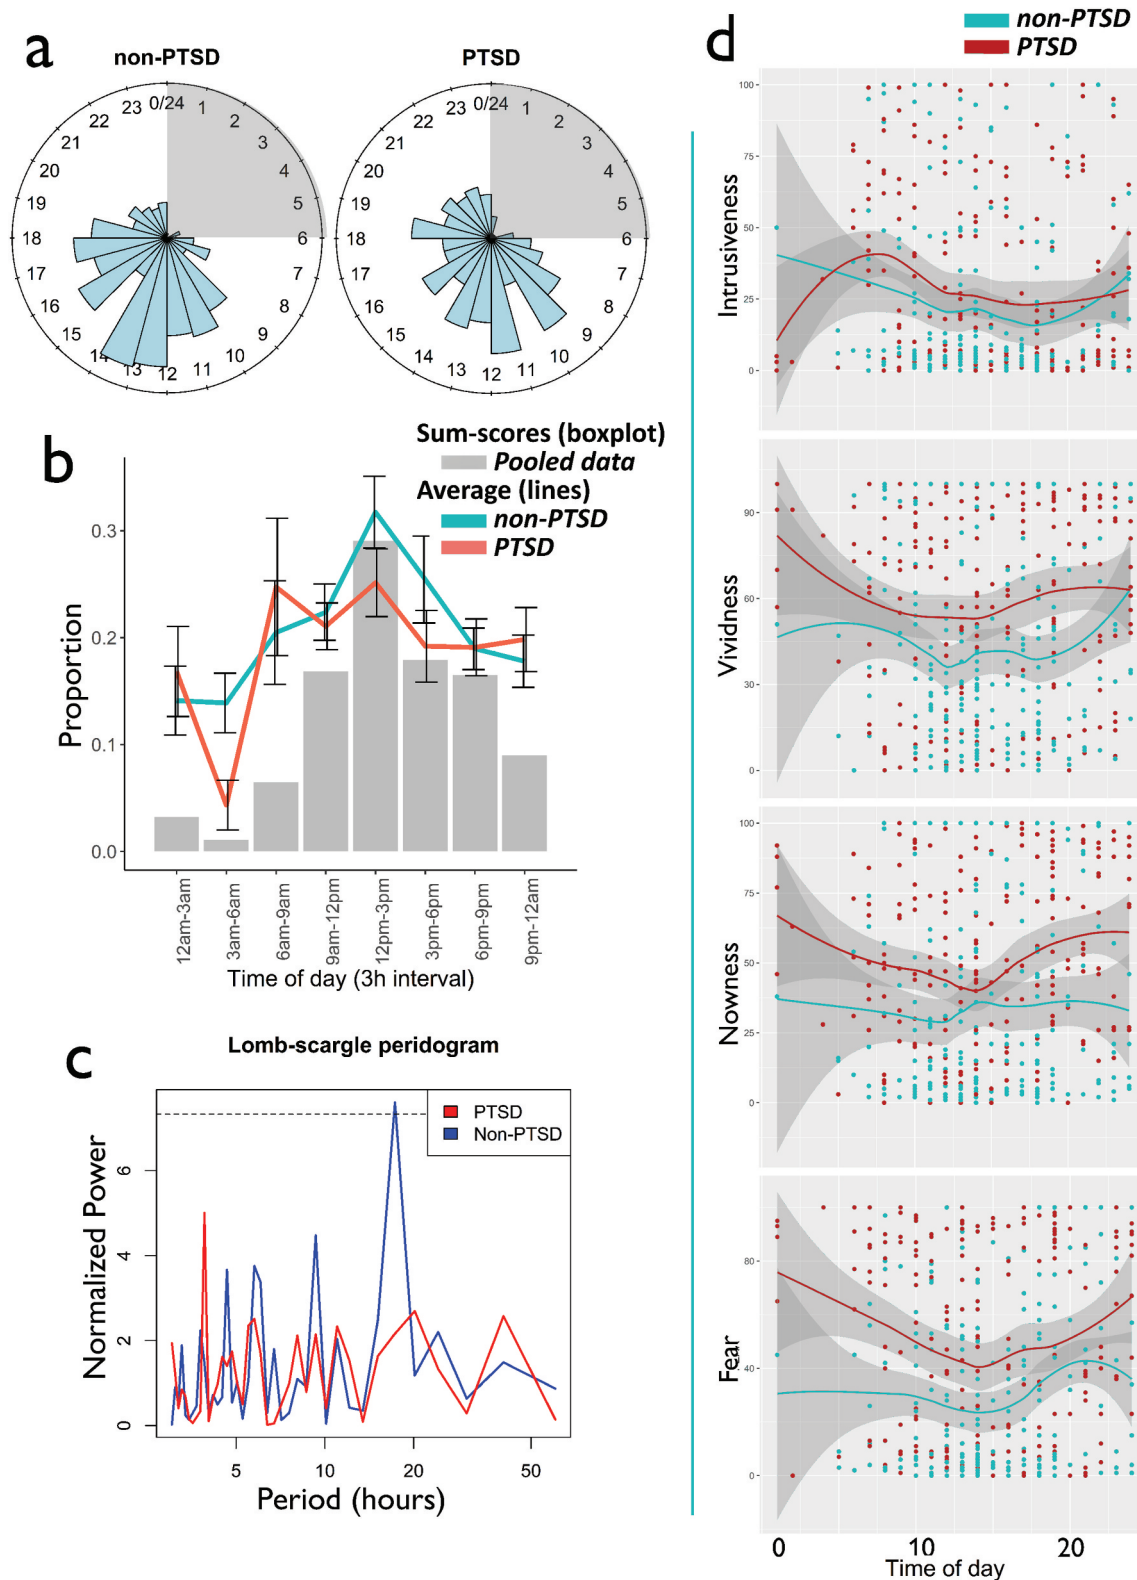 a
non-PTSD
0/24
1
2
3
4
5
6
7
8
9
10
11
12
13
14
15
16
17
18
19
20
21
22
23
PTSD
0/24
1
2
3
4
5
6
7
8
9
10
11
12
13
14
15
16
17
18
19
20
21
22
23
b
Sum-scores (boxplot)
Pooled data
Average (lines)
non-PTSD
PTSD
Proportion
0.3
0.2
0.1
0.0
12am-3am
3am-6am
6am-9am
9am-12pm
12pm-3pm
3pm-6pm
6pm-9pm
9pm-12am
Time of day (3h interval)
c
Lomb-scargle peridogram
PTSD
Non-PTSD
Normalized Power
6
4
2
0
5
10
20
50
Period (hours)
d
non-PTSD
PTSD
Intrusiveness
100
75
50
25
0
Vividness
90
60
30
0
Nowness
100
75
50
25
0
Fear
80
40
0
0
10
20
Time of day